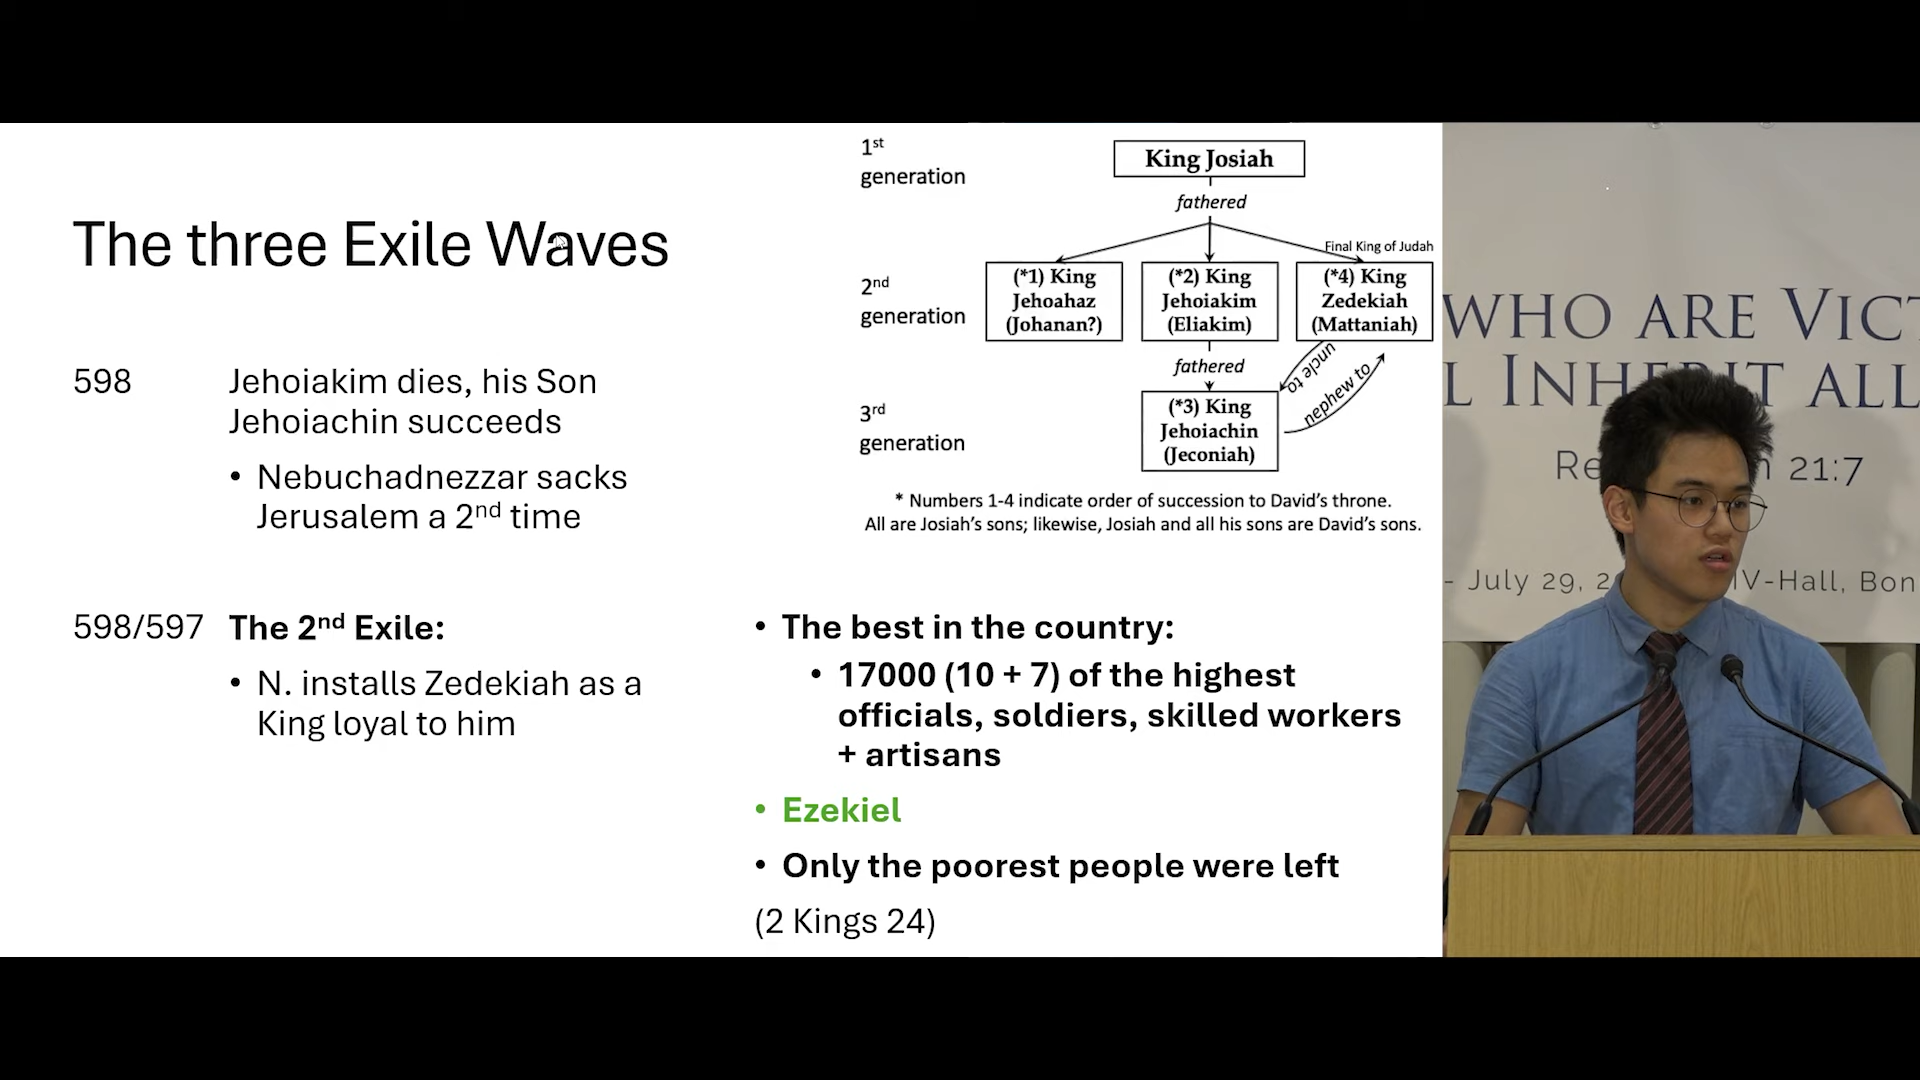 The three Exile Waves
598
Jehoiakim dies, his Son
Jehoiachin succeeds
• Nebuchadnezzar sacks
Jerusalem a 2nd time
598/597
The 2nd Exile:
• N. installs Zedekiah as a
King loyal to him
1st
generation
King Josiah
fathered
Final King of Judah
2nd
generation
(*1) King
Jehoahaz
(Johanan?)
(*2) King
Jehoiakim
(Eliakim)
(*4) King
Zedekiah
(Mattaniah)
fathered
uncle to
nephew to
3rd
generation
(*3) King
Jehoiachin
(Jeconiah)
* Numbers 1-4 indicate order of succession to David's throne.
All are Josiah's sons; likewise, Josiah and all his sons are David's sons.
• The best in the country:
• 17000 (10 + 7) of the highest
officials, soldiers, skilled workers
+ artisans
• Ezekiel
• Only the poorest people were left
(2 Kings 24)
WHO ARE VICT
L INHERIT ALL
21:7
- July 29, 2
IV-Hall, Bon